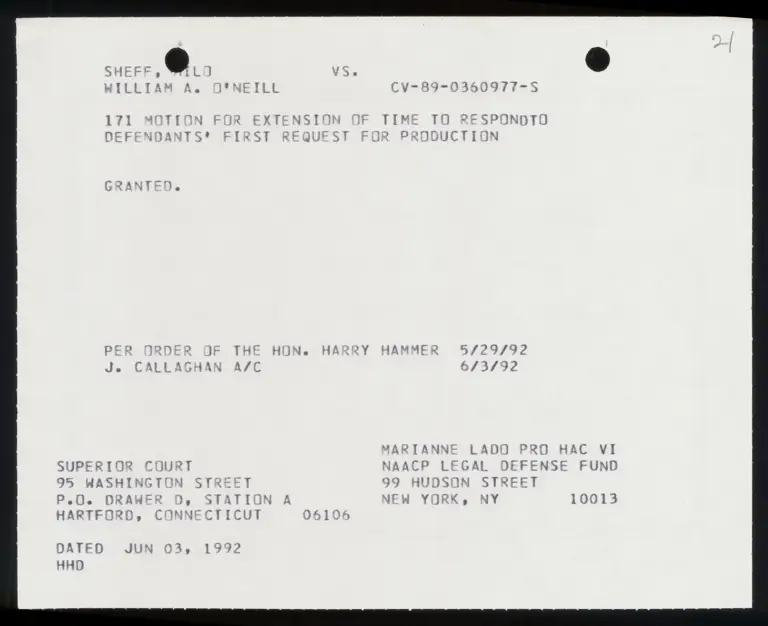 21
SHEFF, MILO VS.
WILLIAM A. O'NEILL CV-89-0360977-S
171 MOTION FOR EXTENSION OF TIME TO RESPONDTO
DEFENDANTS' FIRST REQUEST FOR PRODUCTION
GRANTED.
PER ORDER OF THE HON. HARRY HAMMER 5/29/92
J. CALLAGHAN A/C 6/3/92
SUPERIOR COURT
95 WASHINGTON STREET
P.O. DRAWER D, STATION A
HARTFORD, CONNECTICUT 06106
MARIANNE LADO PRO HAC VI
NAACP LEGAL DEFENSE FUND
99 HUDSON STREET
NEW YORK, NY 10013
DATED JUN 03, 1992
HHD